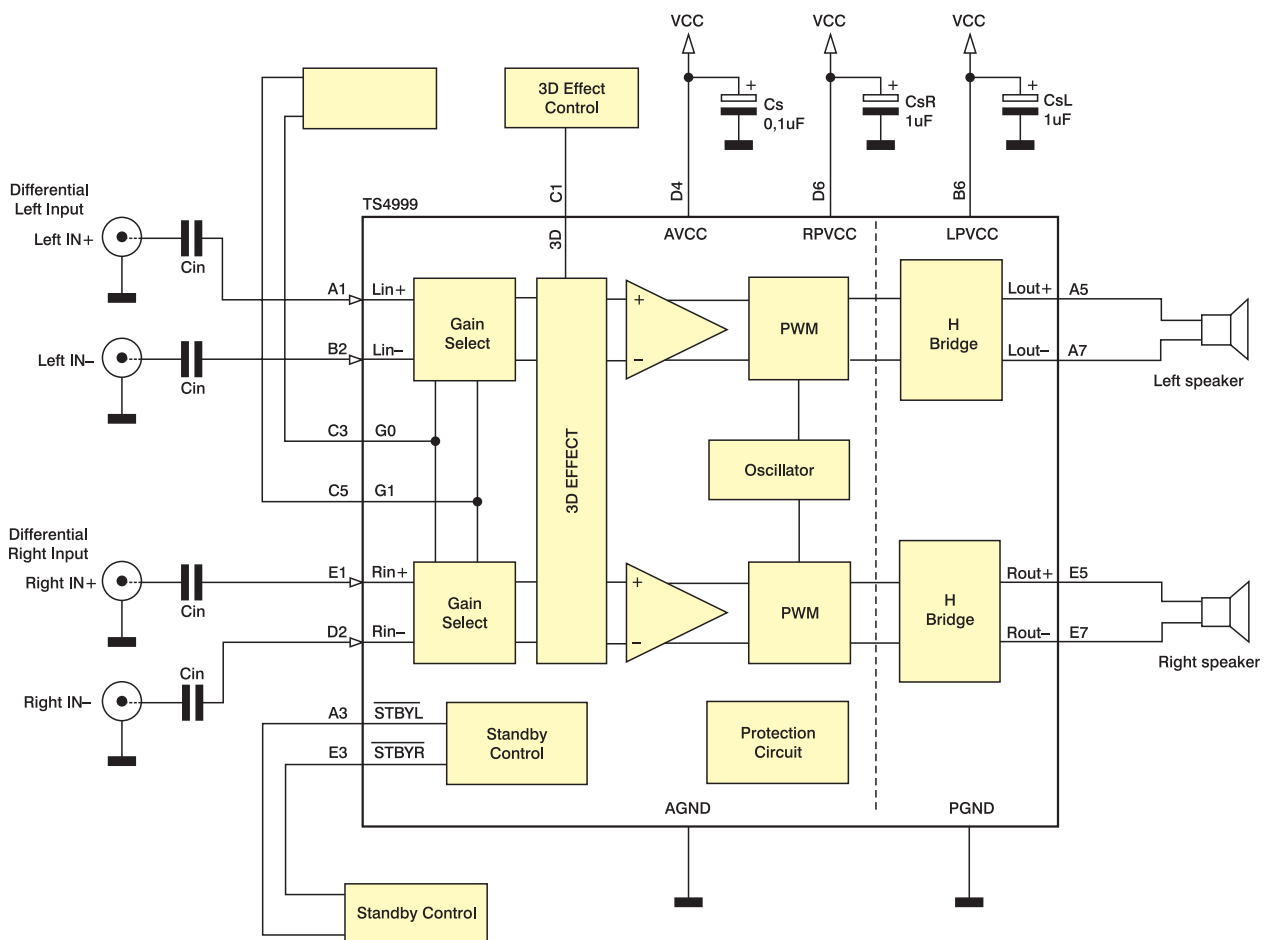 VCC
VCC
VCC
3D Effect
Control
+
Cs
0,1uF
+
CsR
1uF
+
CsL
1uF
C1
D4
D6
B6
Differential
Left Input
Left IN+
Cin
TS4999
3D
AVCC
RPVCC
LPVCC
A1
Lin+
Gain
Select
+
–
PWM
H
Bridge
Lout+
A5
Left IN–
Cin
B2
Lin–
Lout–
A7
Left speaker
C3
G0
3D EFFECT
Oscillator
C5
G1
Differential
Right Input
Right IN+
Cin
E1
Rin+
Gain
Select
+
–
PWM
H
Bridge
Rout+
E5
D2
Rin–
Rout–
E7
Right speaker
Right IN–
Cin
A3
STBYL
Standby
Control
Protection
Circuit
E3
STBYR
AGND
PGND
Standby Control